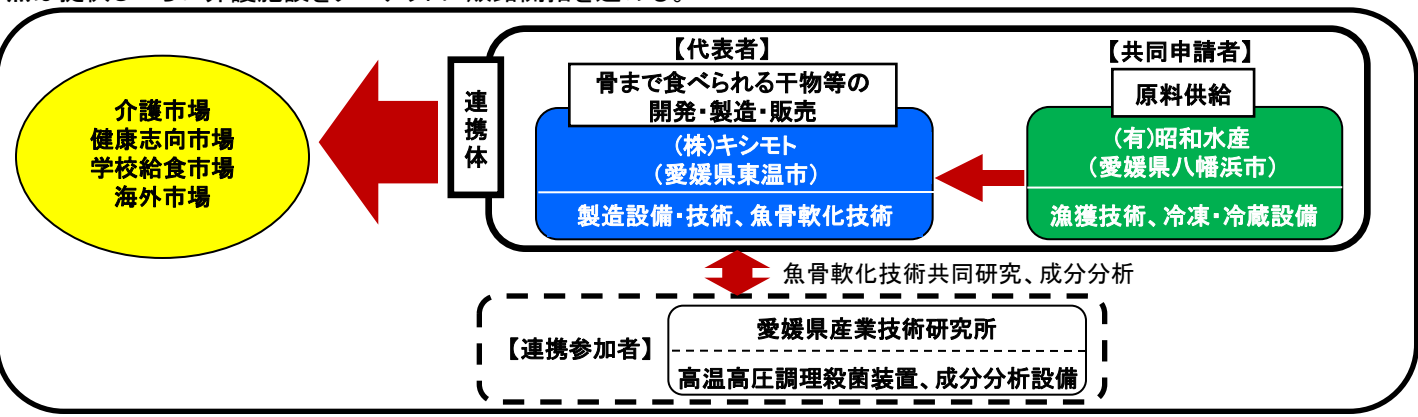 【代表者】
【共同申請者】
骨まで食べられる干物等の
開発・製造・販売
原料供給
連
携
体
介護市場
健康志向市場
学校給食市場
海外市場
(株)キシモト
(愛媛県東温市)
製造設備・技術、魚骨軟化技術
(有)昭和水産
(愛媛県八幡浜市)
漁獲技術、冷凍・冷蔵設備
魚骨軟化技術共同研究、成分分析
【連携参加者】
愛媛県産業技術研究所
高温高圧調理殺菌装置、成分分析設備